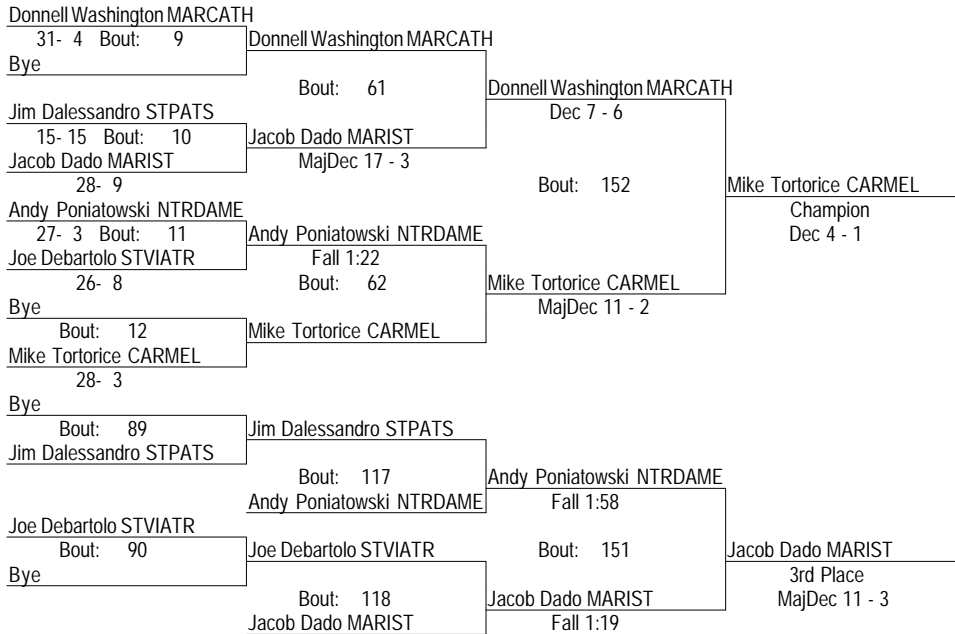 Donnell Washington MARCATH
31- 4 Bout: 9
Donnell Washington MARCATH
Bye
Bout: 61
Donnell Washington MARCATH
Jim Dalessandro STPATS
Dec 7 - 6
15- 15 Bout: 10
Jacob Dado MARIST
Jacob Dado MARIST
MajDec 17 - 3
28- 9
Bout: 152
Mike Tortorice CARMEL
Andy Poniatowski NTRDAME
Champion
27- 3 Bout: 11
Andy Poniatowski NTRDAME
Dec 4 - 1
Joe Debartolo STVIATR
Fall 1:22
26- 8
Bout: 62
Mike Tortorice CARMEL
Bye
MajDec 11 - 2
Bout: 12
Mike Tortorice CARMEL
Mike Tortorice CARMEL
28- 3
Bye
Bout: 89
Jim Dalessandro STPATS
Jim Dalessandro STPATS
Bout: 117
Andy Poniatowski NTRDAME
Andy Poniatowski NTRDAME
Fall 1:58
Joe Debartolo STVIATR
Bout: 90
Joe Debartolo STVIATR
Bout: 151
Jacob Dado MARIST
Bye
3rd Place
Bout: 118
Jacob Dado MARIST
MajDec 11 - 3
Jacob Dado MARIST
Fall 1:19